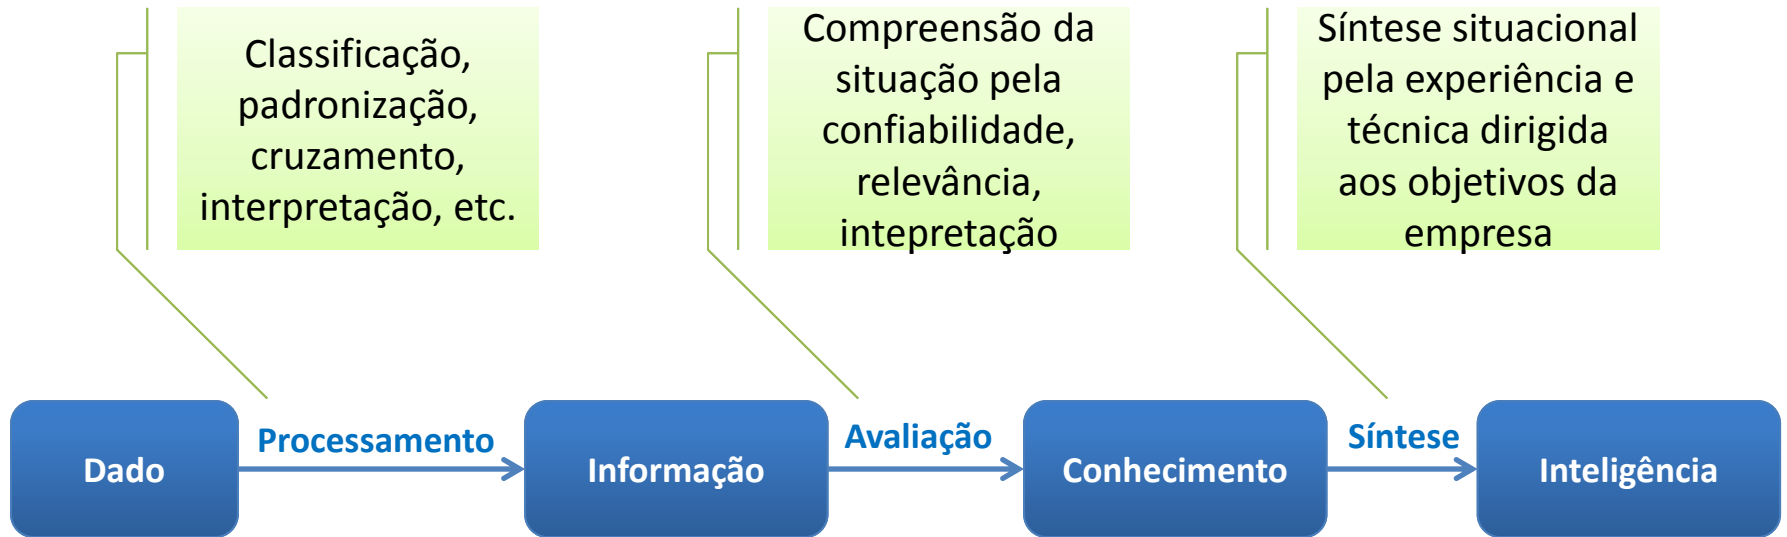 Classificação,
padronização,
cruzamento,
interpretação, etc.
Compreensão da
situação pela
confiabilidade,
relevância,
intepretação
Síntese situacional
pela experiência e
técnica dirigida
aos objetivos da
empresa
Dado
Processamento
Informação
Avaliação
Conhecimento
Síntese
Inteligência